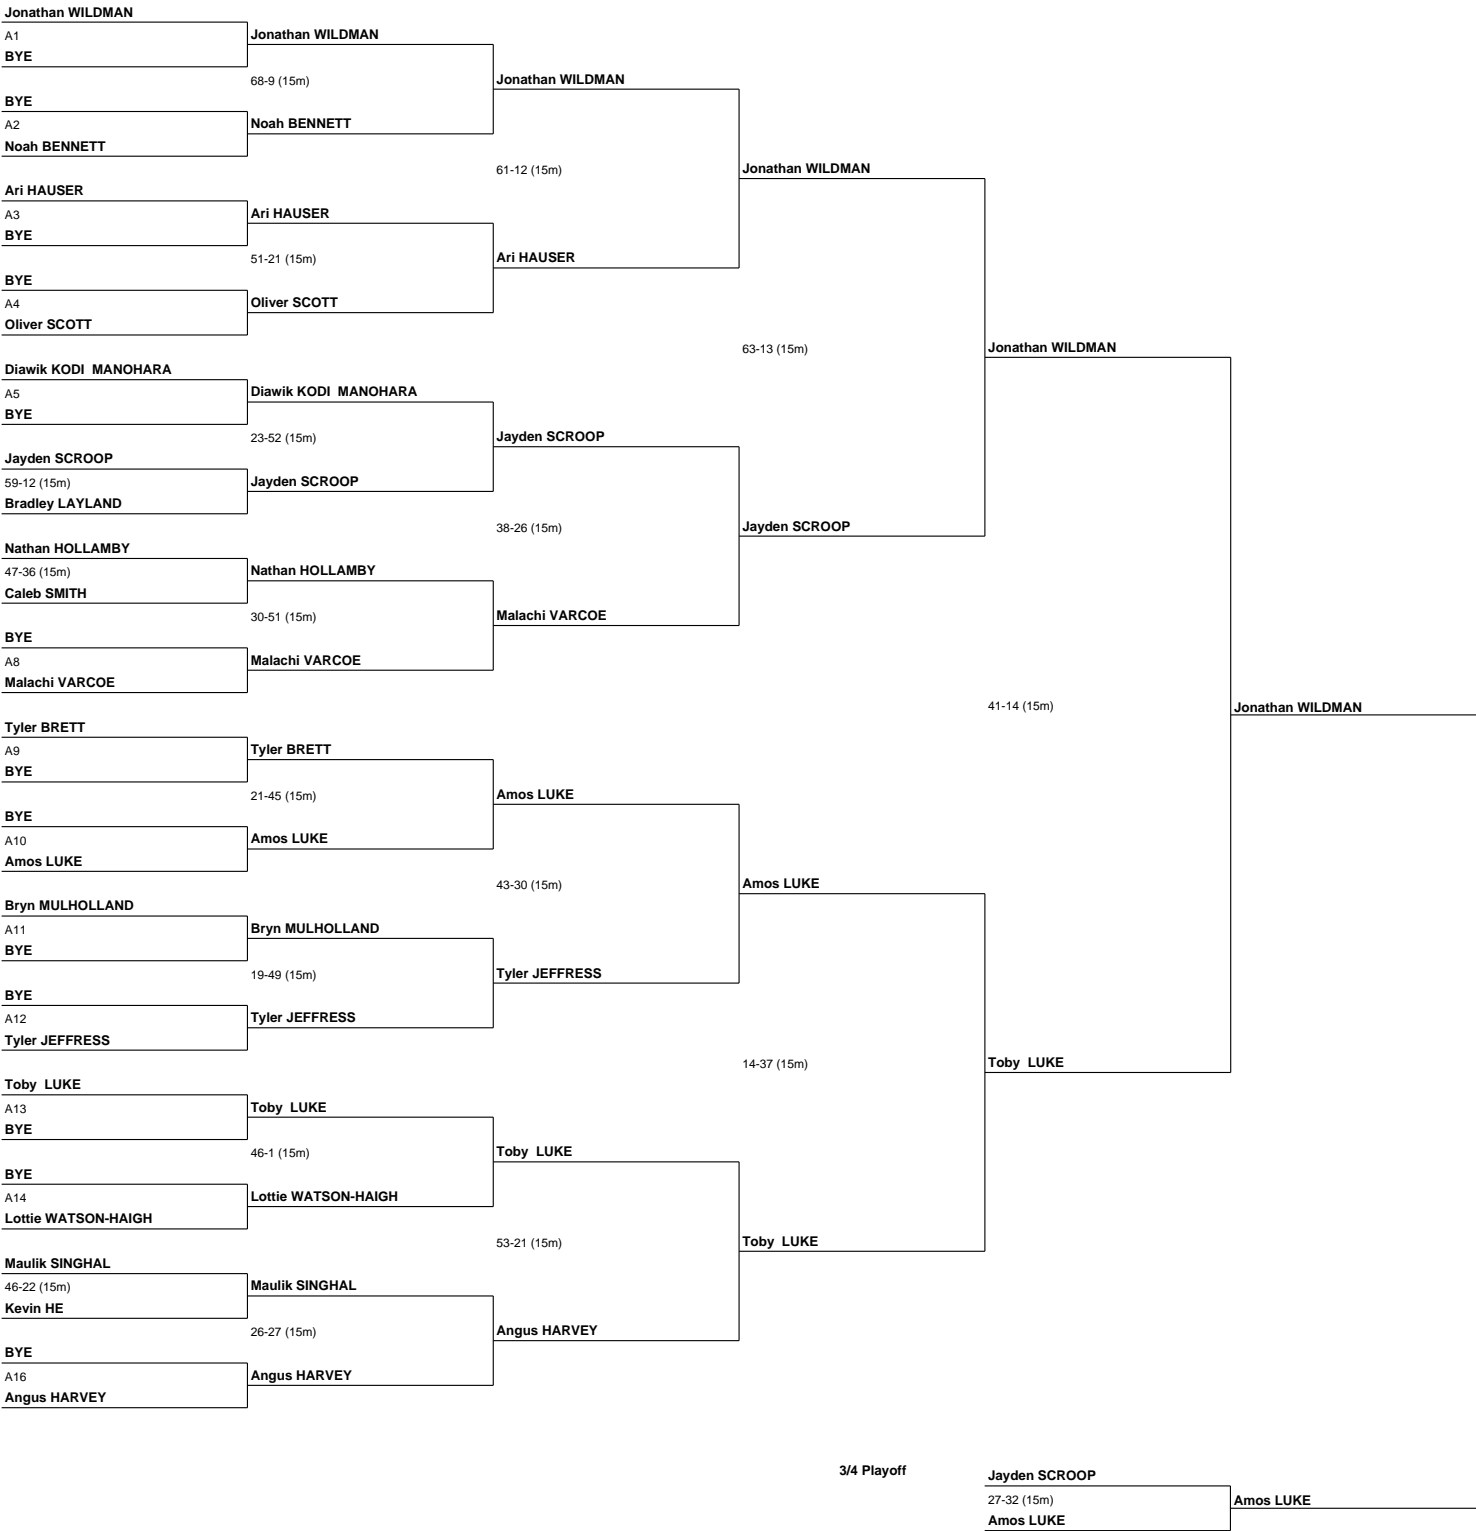 Jonathan WILDMAN
A1
BYE
BYE
A2
Noah BENNETT
Ari HAUSER
A3
BYE
BYE
A4
Oliver SCOTT
Diawik KODI  MANOHARA
A5
BYE
Jayden SCROOP
59-12 (15m)
Bradley LAYLAND
Nathan HOLLAMBY
47-36 (15m)
Caleb SMITH
BYE
A8
Malachi VARCOE
Tyler BRETT
A9
BYE
BYE
A10
Amos LUKE
Bryn MULHOLLAND
A11
BYE
BYE
A12
Tyler JEFFRESS
Toby  LUKE
A13
BYE
BYE
A14
Lottie WATSON-HAIGH
Maulik SINGHAL
46-22 (15m)
Kevin HE
BYE
A16
Angus HARVEY
Jonathan WILDMAN
68-9 (15m)
Noah BENNETT
Ari HAUSER
51-21 (15m)
Oliver SCOTT
Diawik KODI  MANOHARA
23-52 (15m)
Jayden SCROOP
Nathan HOLLAMBY
30-51 (15m)
Malachi VARCOE
Tyler BRETT
21-45 (15m)
Amos LUKE
Bryn MULHOLLAND
19-49 (15m)
Tyler JEFFRESS
Toby  LUKE
46-1 (15m)
Lottie WATSON-HAIGH
Maulik SINGHAL
26-27 (15m)
Angus HARVEY
Jonathan WILDMAN
61-12 (15m)
Ari HAUSER
Jayden SCROOP
38-26 (15m)
Malachi VARCOE
Amos LUKE
43-30 (15m)
Tyler JEFFRESS
Toby  LUKE
53-21 (15m)
Angus HARVEY
Jonathan WILDMAN
63-13 (15m)
Jayden SCROOP
Amos LUKE
14-37 (15m)
Toby  LUKE
Jonathan WILDMAN
41-14 (15m)
Toby  LUKE
Jonathan WILDMAN
3/4 Playoff
Jayden SCROOP
27-32 (15m)
Amos LUKE
Amos LUKE